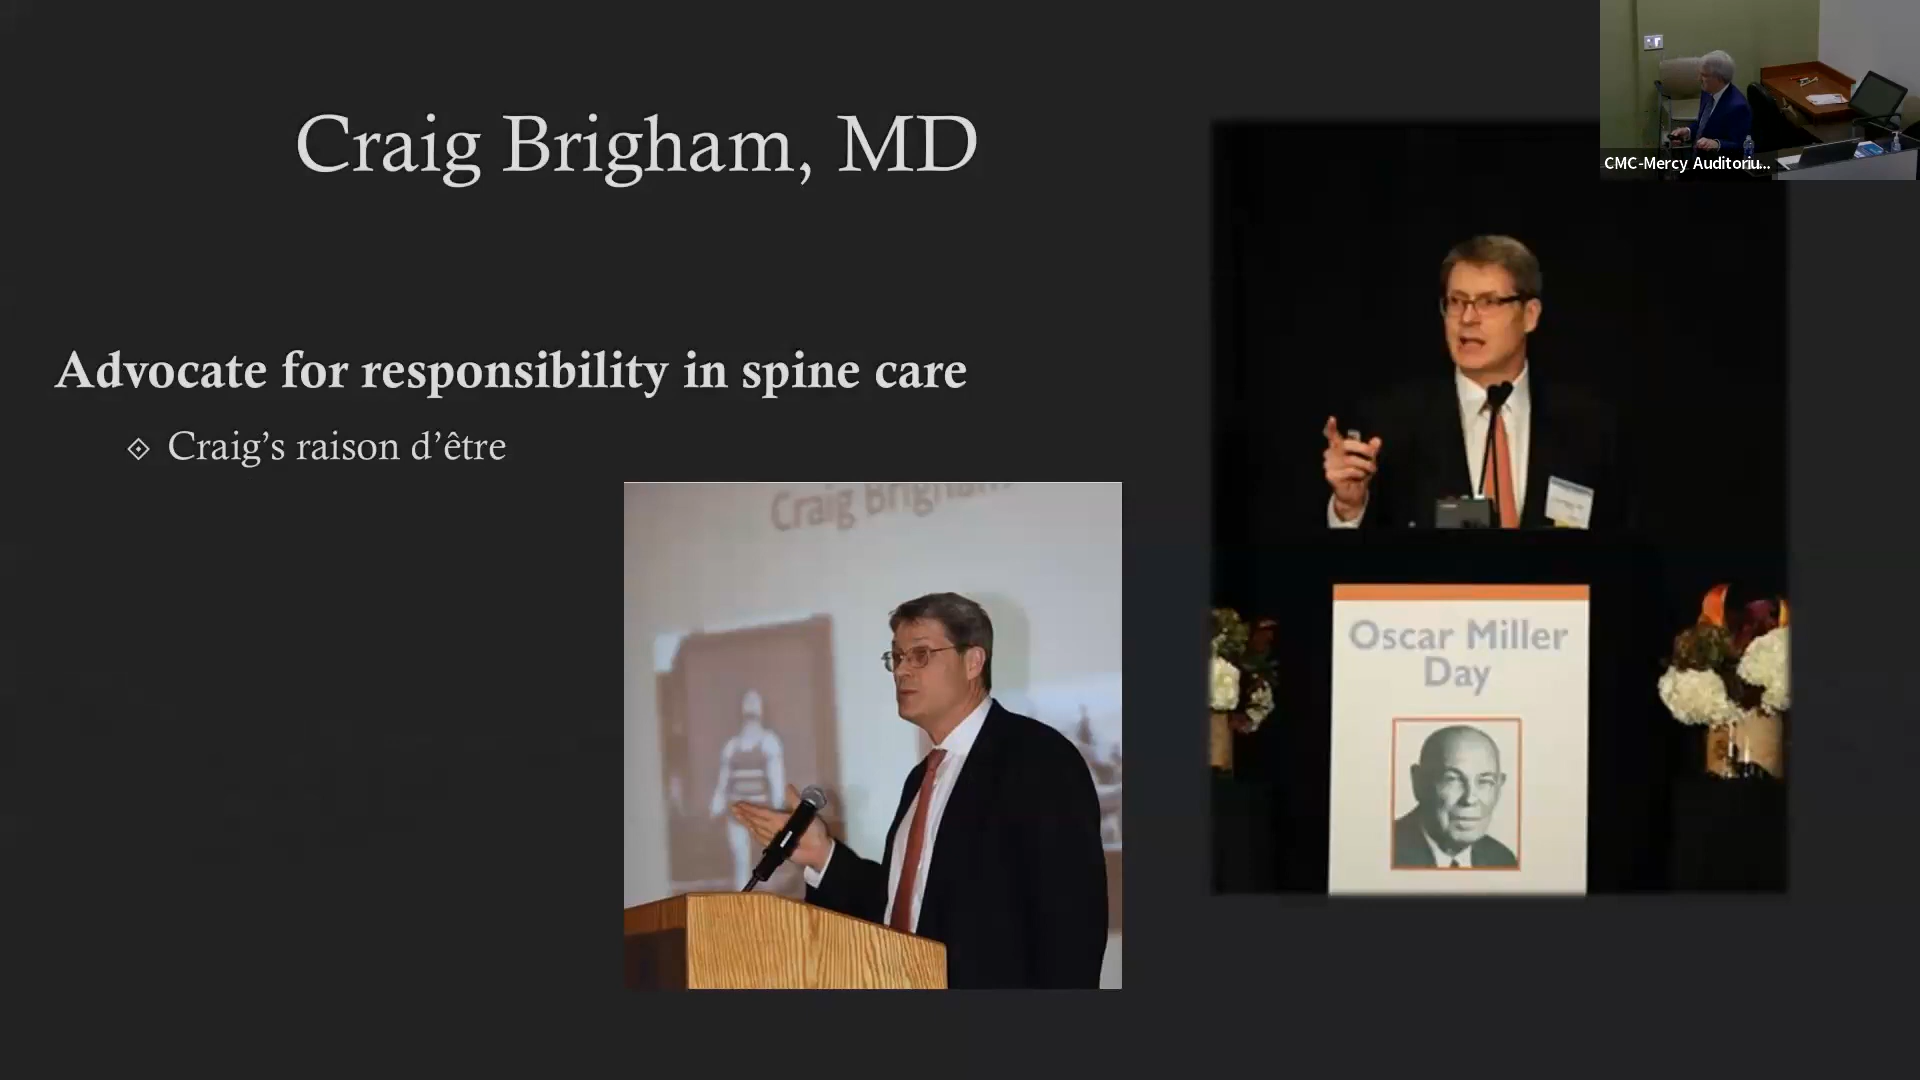 Craig Brigham, MD
CMC-Mercy Auditoriu...
Advocate for responsibility in spine care
Craig's raison d'être
Craig Brigham
Oscar Miller
Day